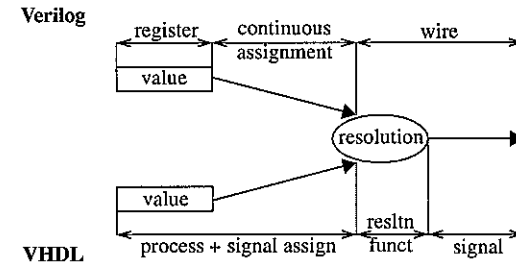 Verilog
register
continuous
assignment
wire
value
resolution
value
resltn
funct
process + signal assign
signal
VHDL